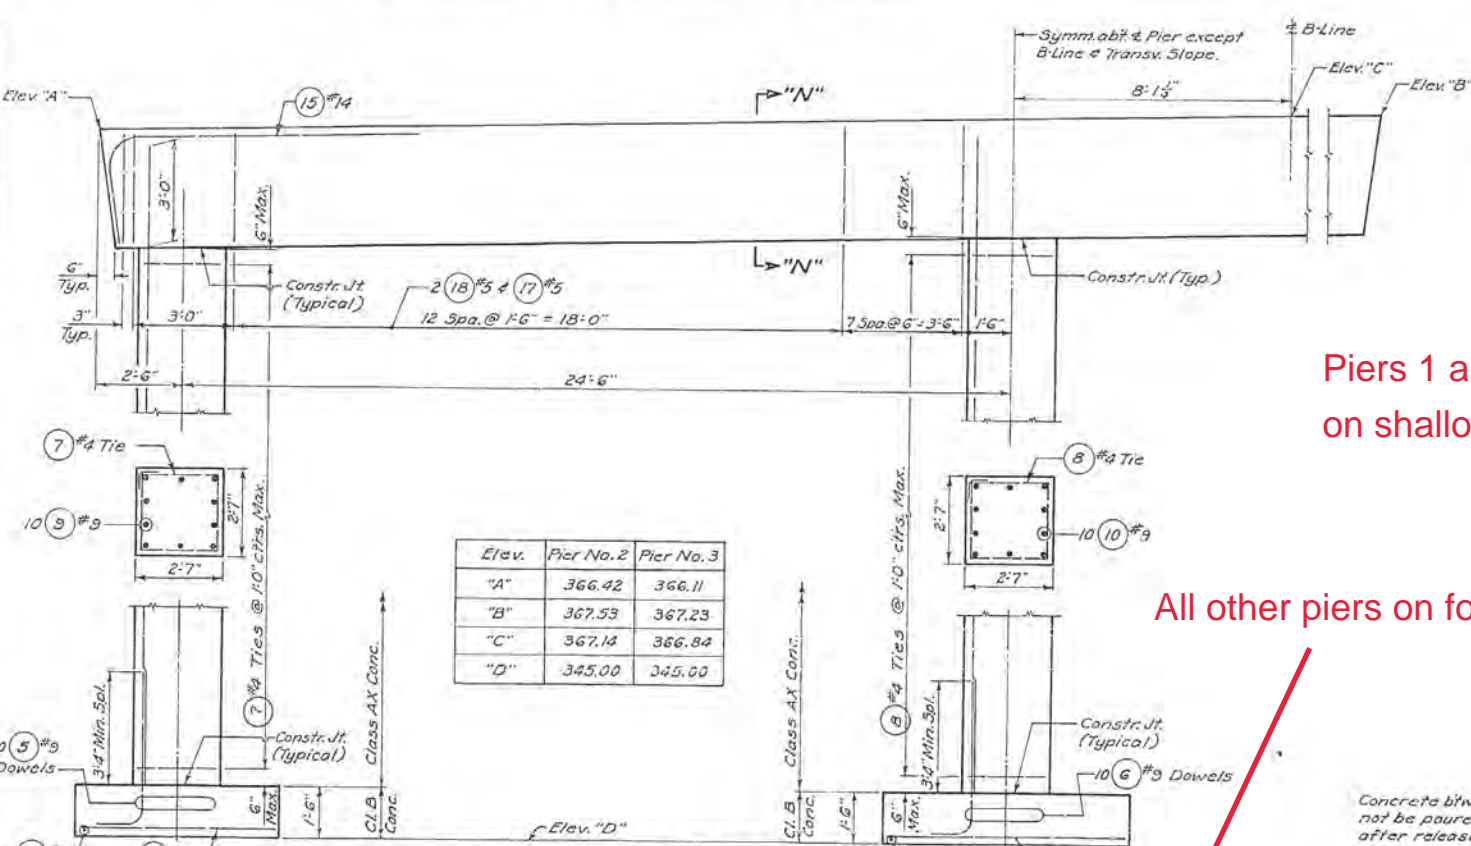 Symm. abt. ¢ Pier except
B-Line & Transv. Slope.
¢ B-Line
Elev. "C"
Elev. "B"
8'-1¼"
Elev. "A"
15 #14
"N"
3'-0"
6" Max.
6" Max.
"N"
6"
Typ.
3"
Typ.
3'-0"
Constr. Jt.
(Typical)
2 18 #5 & 17 #5
12 Spa. @ 1'-6" = 18'-0"
7 Spa. @ 6" = 3'-6"
1'-6"
Constr. Jt. (Typ.)
2'-6"
24'-6"
Piers 1 a
on shallo
7 #4 Tie
10 9 #9
2'-7"
2'-7"
7 #4 Ties @ 1'-0" ctrs. Max.
8 #4 Tie
10 10 #9
2'-7"
2'-7"
8 #4 Ties @ 1'-0" ctrs. Max.
Elev. Pier No. 2 Pier No. 3
"A" 366.42 366.11
"B" 367.53 367.23
"C" 367.14 366.84
"D" 345.00 345.00
All other piers on fo
3'-4" Min. Spl.
Class AX Conc.
Class AX Conc.
3'-4" Min. Spl.
5 #9
Dowels
Constr. Jt.
(Typical)
Constr. Jt.
(Typical)
10 6 #9 Dowels
6"
Max.
1'-6"
Cl. B
Conc.
Elev. "D"
Cl. B
Conc.
1'-6"
6"
Max.
Concrete btw
not be poure
after releas